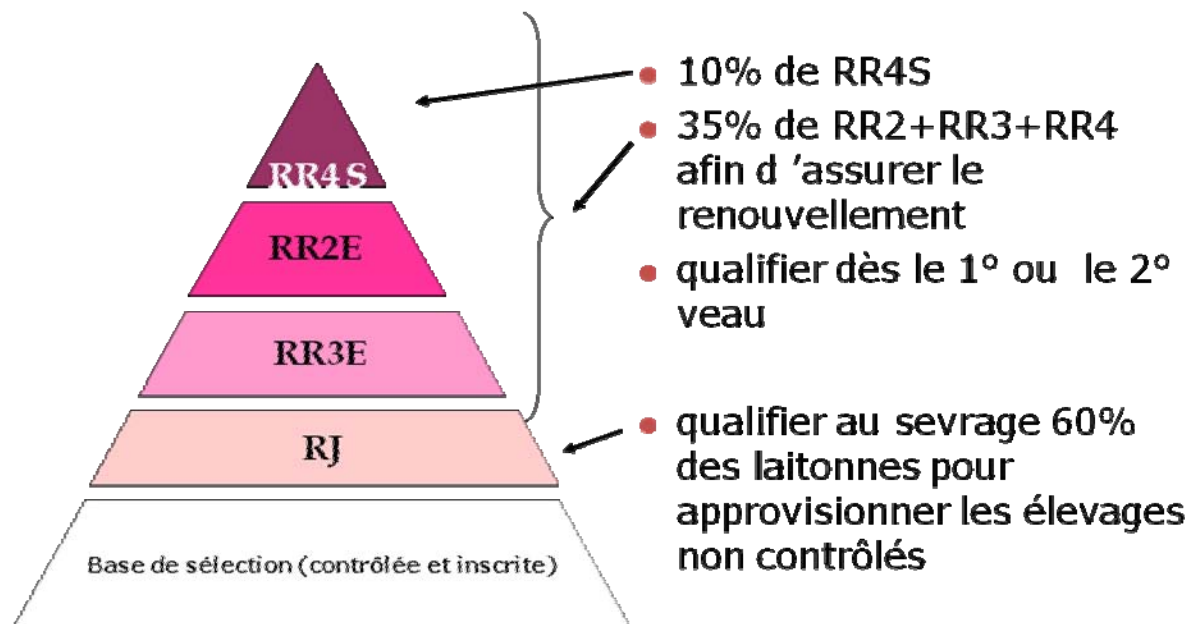 RR4S
RR2E
RR3E
RJ
Base de sélection (contrôlée et inscrite)
10% de RR4S
35% de RR2+RR3+RR4
afin d ’assurer le
renouvellement
qualifier dès le 1º ou le 2º
veau
qualifier au sevrage 60%
des laitonnes pour
approvisionner les élevages
non contrôlés